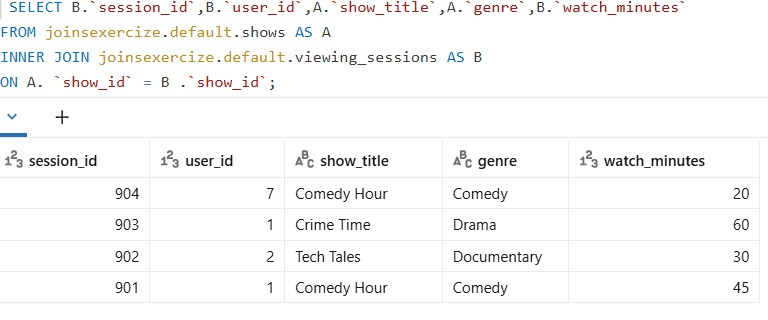 SELECT B.`session_id`,B.`user_id`,A.`show_title`,A.`genre`,B.`watch_minutes`
FROM joinsexercize.default.shows AS A
INNER JOIN joinsexercize.default.viewing_sessions AS B
ON A. `show_id` = B .`show_id`;
+
123 session_id 123 user_id ABC show_title ABC genre 123 watch_minutes
904 7 Comedy Hour Comedy 20
903 1 Crime Time Drama 60
902 2 Tech Tales Documentary 30
901 1 Comedy Hour Comedy 45